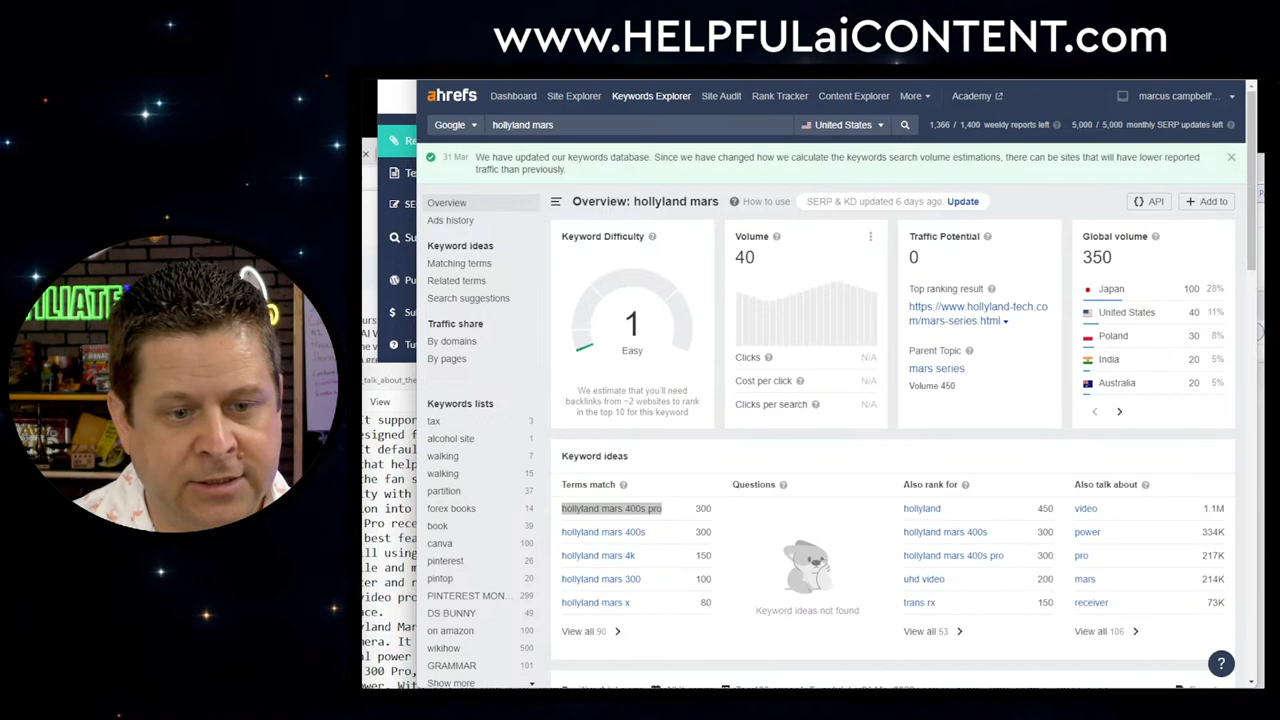 www.HELPFULaiCONTENT.com
ahrefs Dashboard Site Explorer Keywords Explorer Site Audit Rank Tracker Content Explorer More Academy marcus campbell'...
Google hollyland mars United States 1,366 / 1,400 weekly reports left 5,000 / 5,000 monthly SERP updates left
31 Mar We have updated our keywords database. Since we have changed how we calculate the keywords search volume estimations, there can be sites that will have lower reported
traffic than previously.
Overview
Ads history
Keyword ideas
Matching terms
Related terms
Search suggestions
Traffic share
By domains
By pages
Keywords lists
tax 3
alcohol site 1
walking 7
walking 15
partition 37
forex books 14
book 39
canva 100
pinterest 26
pintop 20
PINTEREST MON... 299
DS BUNNY 49
on amazon 100
wikihow 500
GRAMMAR 101
Show more
Overview: hollyland mars How to use SERP & KD updated 6 days ago. Update API Add to
Keyword Difficulty
1
Easy
We estimate that you'll need
backlinks from ~2 websites to rank
in the top 10 for this keyword
Volume
40
Clicks N/A
Cost per click N/A
Clicks per search N/A
Traffic Potential
0
Top ranking result
https://www.hollyland-tech.co
m/mars-series.html
Parent Topic
mars series
Volume 450
Global volume
350
Japan 100 28%
United States 40 11%
Poland 30 8%
India 20 5%
Australia 20 5%
Keyword ideas
Terms match
hollyland mars 400s pro 300
hollyland mars 400s 300
hollyland mars 4k 150
hollyland mars 300 100
hollyland mars x 80
View all 90
Questions
Keyword ideas not found
Also rank for
hollyland 450
hollyland mars 400s 300
hollyland mars 400s pro 300
uhd video 200
trans rx 150
View all 53
Also talk about
video 1.1M
power 334K
pro 217K
mars 214K
receiver 73K
View all 106
?
View
_talk_about_the